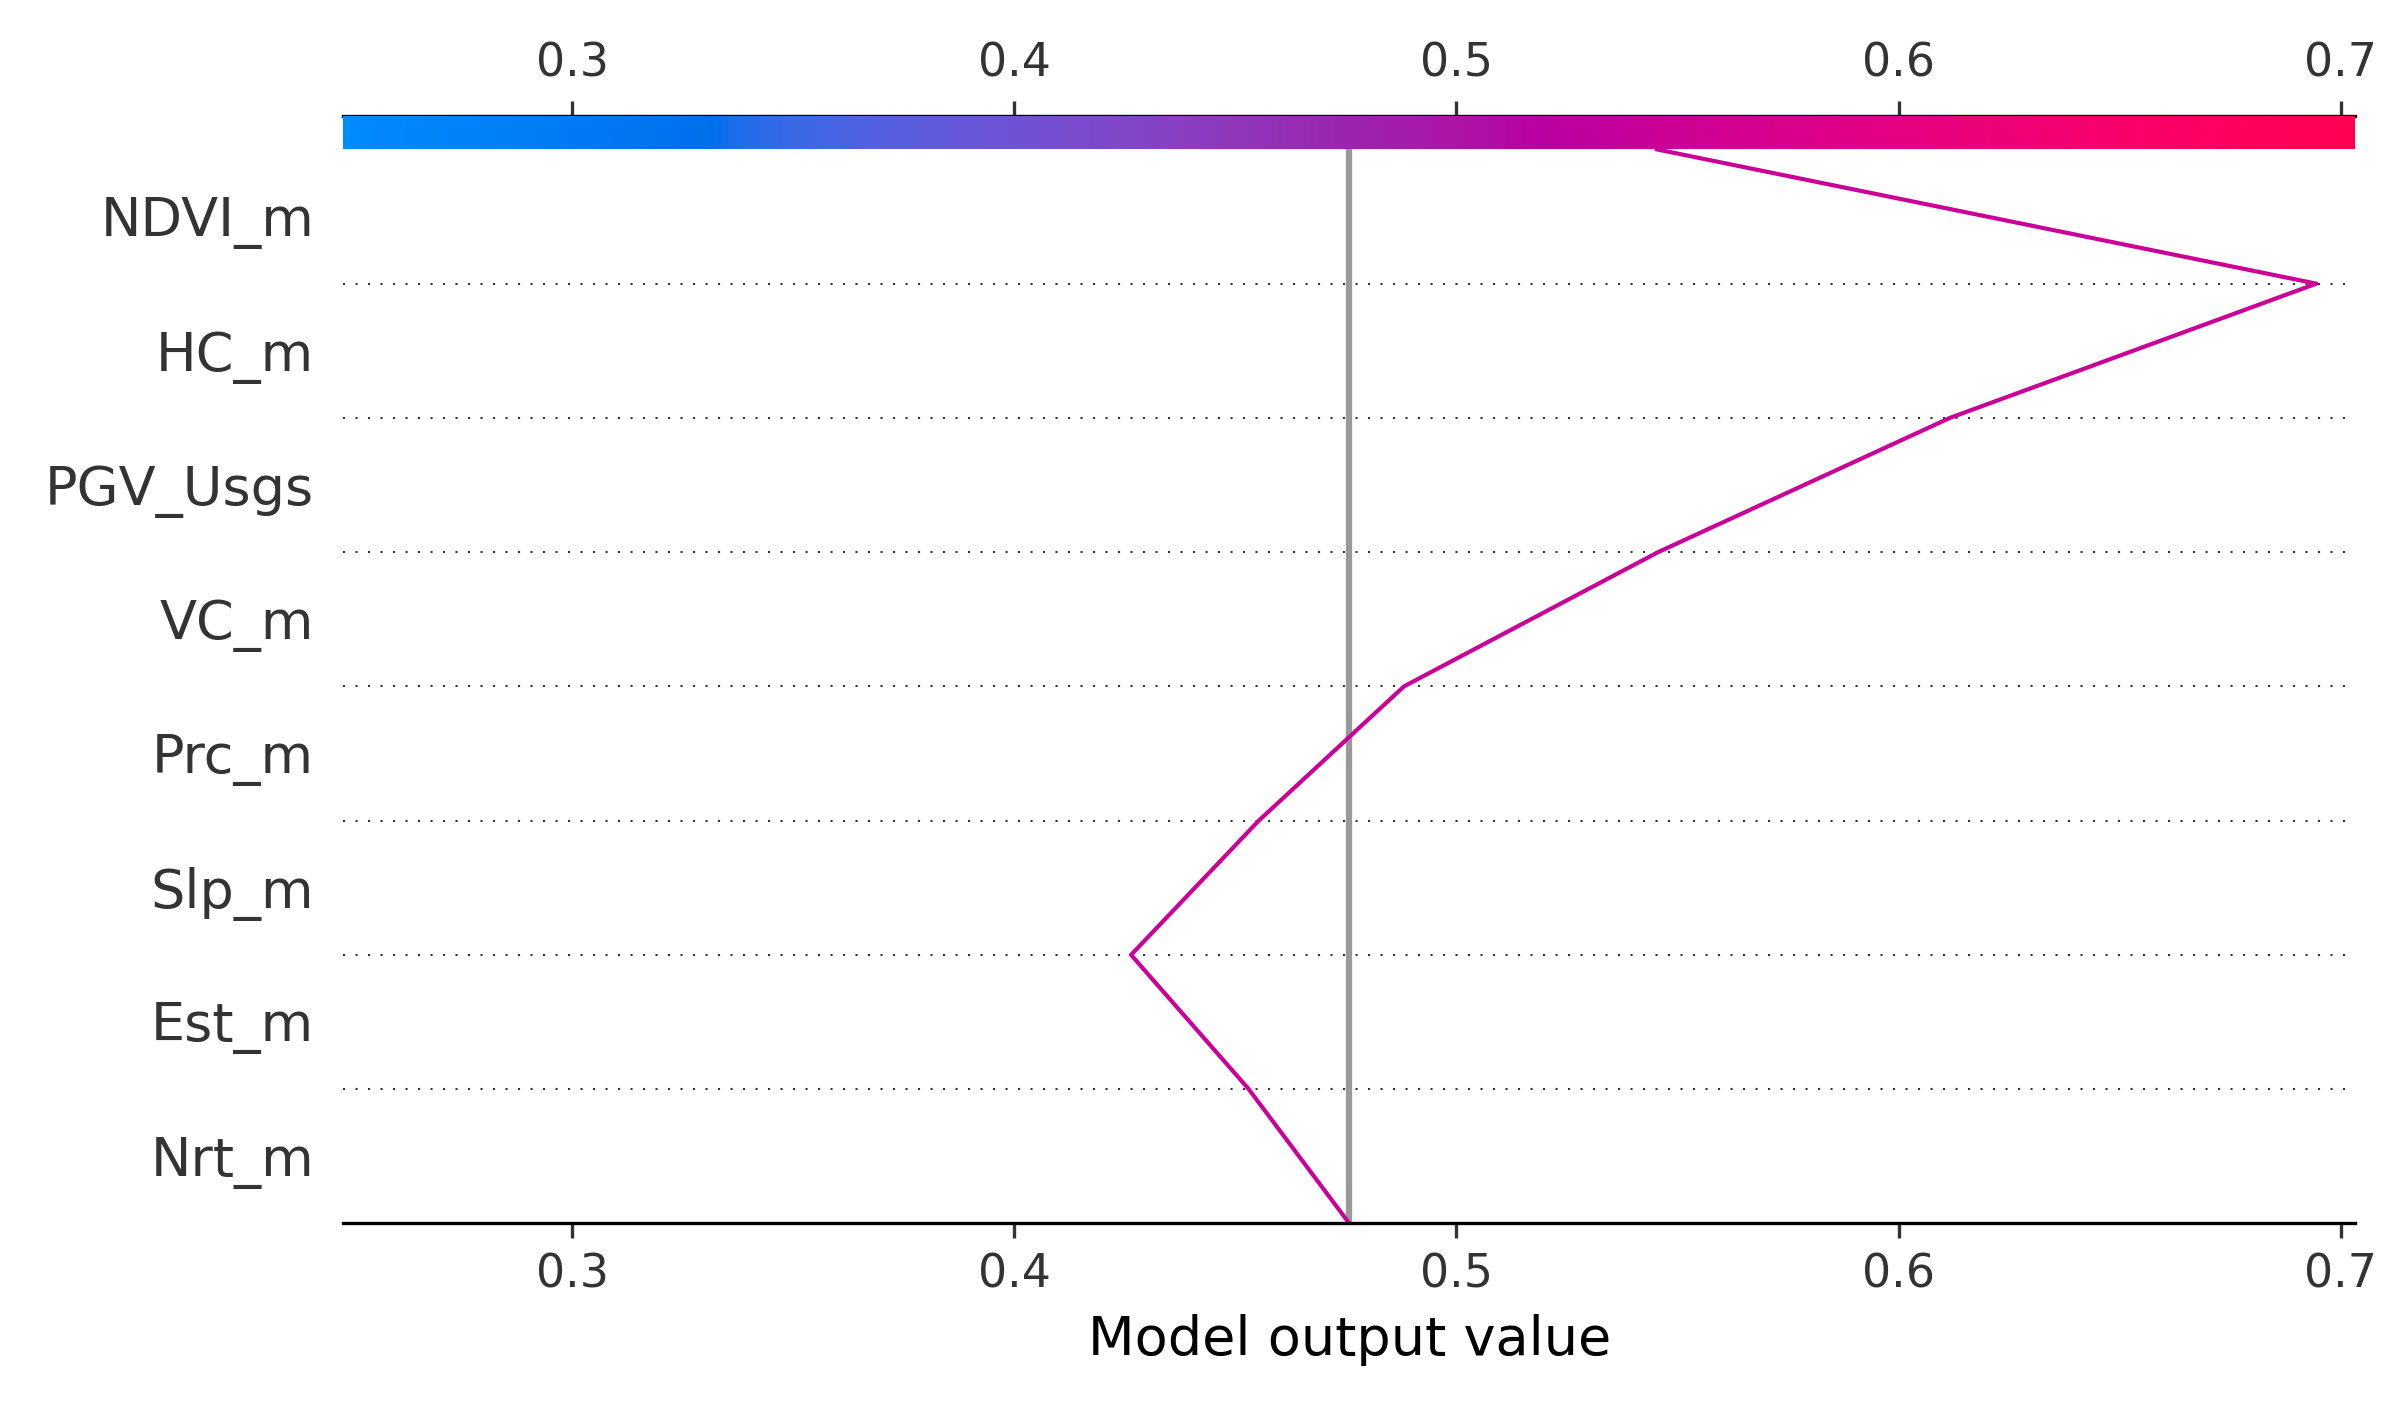 0.3 0.4 0.5 0.6 0.7
NDVI_m
HC_m
PGV_Usgs
VC_m
Prc_m
Slp_m
Est_m
Nrt_m
0.3 0.4 0.5 0.6 0.7
Model output value